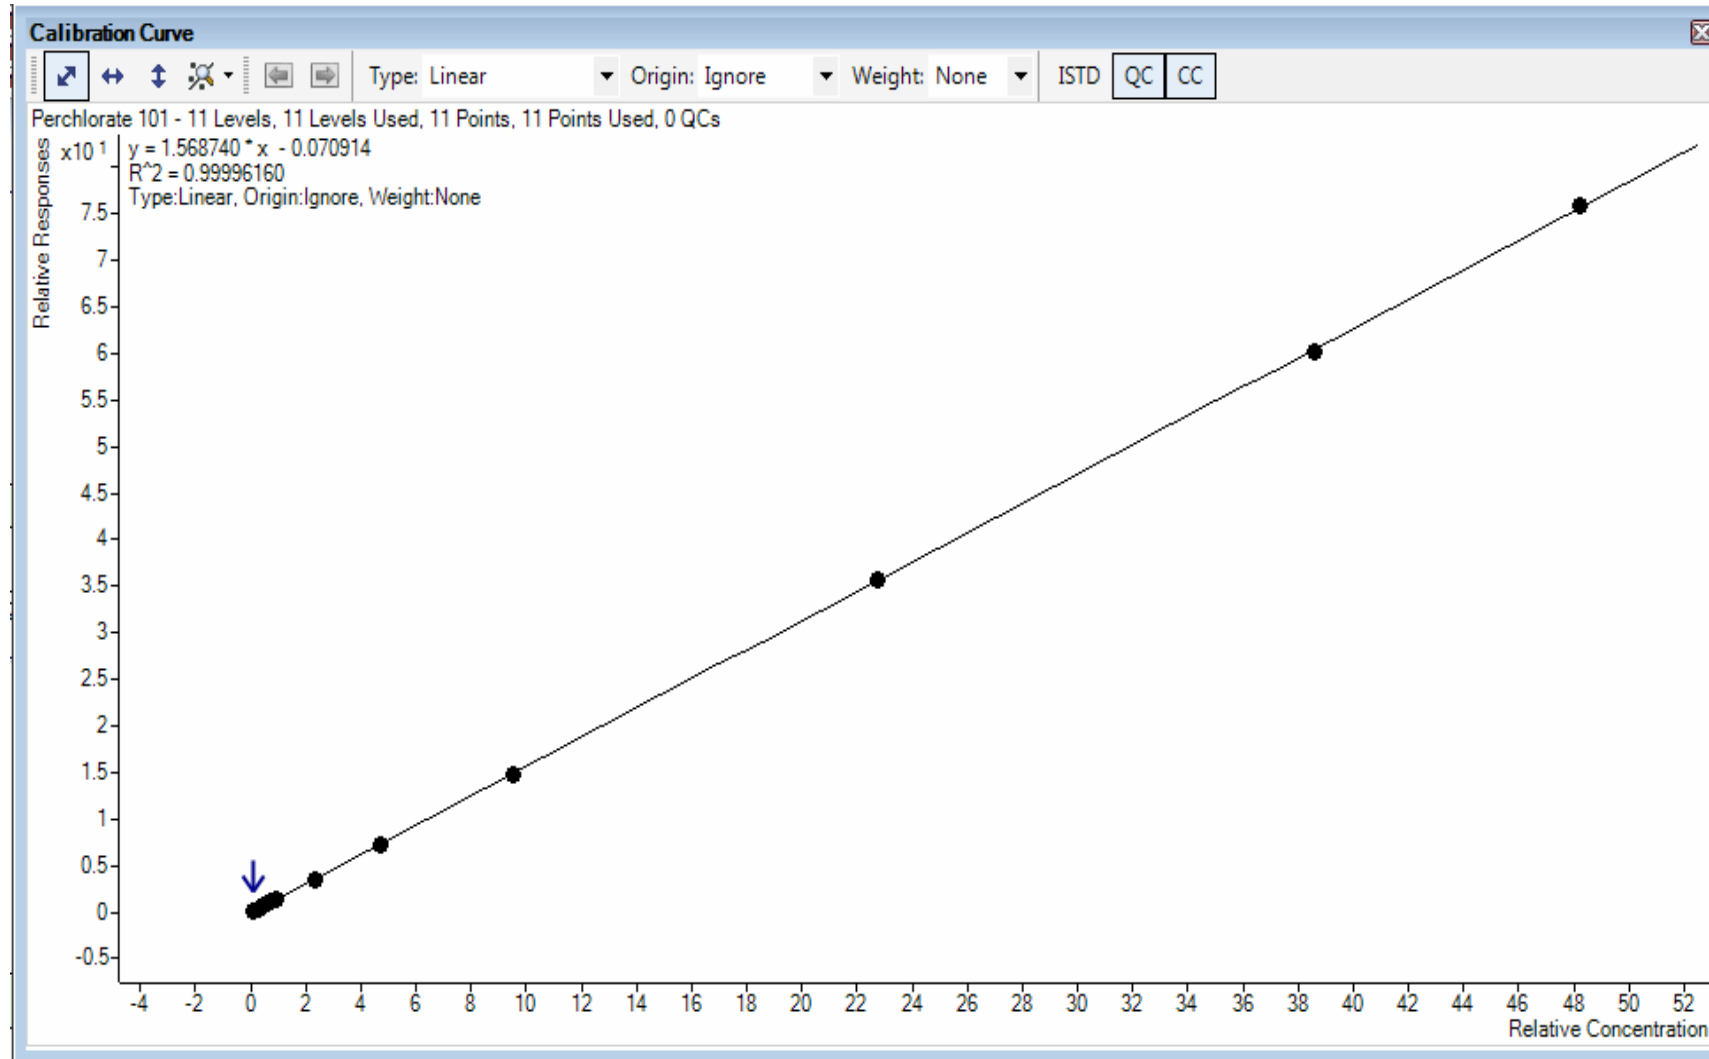 Calibration Curve
Type: Linear Origin: Ignore Weight: None ISTD QC CC
Perchlorate 101 - 11 Levels, 11 Levels Used, 11 Points, 11 Points Used, 0 QCs
y = 1.568740 * x - 0.070914
R^2 = 0.99996160
Type:Linear, Origin:Ignore, Weight:None
Relative Responses
x10 1
7.5
7
6.5
6
5.5
5
4.5
4
3.5
3
2.5
2
1.5
1
0.5
0
-0.5
-4 -2 0 2 4 6 8 10 12 14 16 18 20 22 24 26 28 30 32 34 36 38 40 42 44 46 48 50 52
Relative Concentration